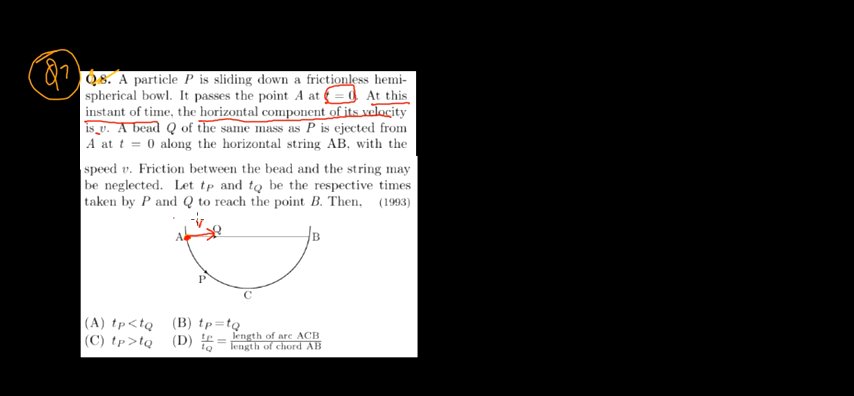 Q7
Q.8. A particle P is sliding down a frictionless hemi-
spherical bowl. It passes the point A at t = 0. At this
instant of time, the horizontal component of its velocity
is v. A bead Q of the same mass as P is ejected from
A at t = 0 along the horizontal string AB, with the
speed v. Friction between the bead and the string may
be neglected. Let tP and tQ be the respective times
taken by P and Q to reach the point B. Then, (1993)
v
A Q B
P
C
(A) tP<tQ (B) tP=tQ
(C) tP>tQ (D) tP/tQ = length of arc ACB/length of chord AB